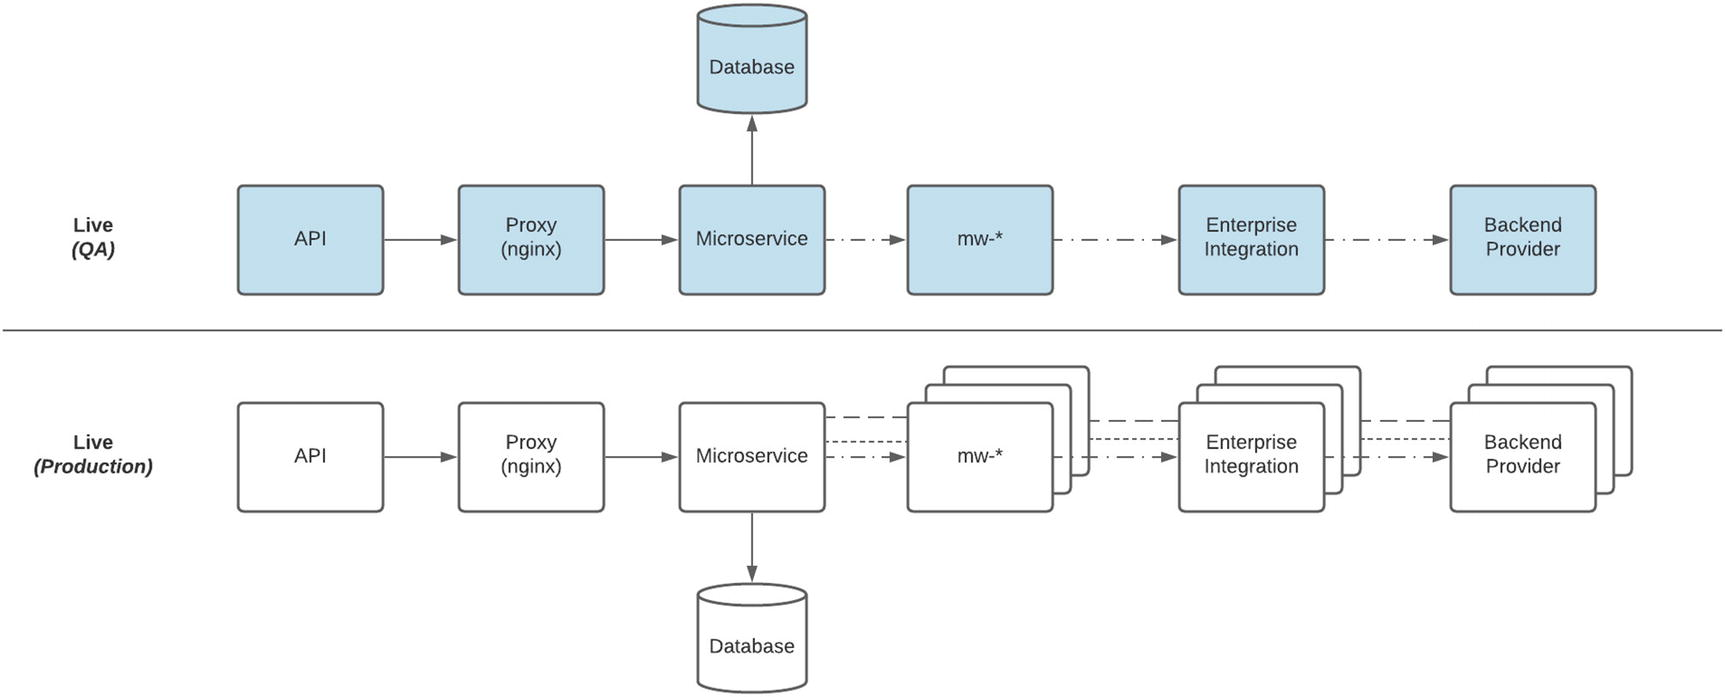 Database
Live
(QA)
API
Proxy
(nginx)
Microservice
mw-*
Enterprise
Integration
Backend
Provider
Live
(Production)
API
Proxy
(nginx)
Microservice
mw-*
Enterprise
Integration
Backend
Provider
Database